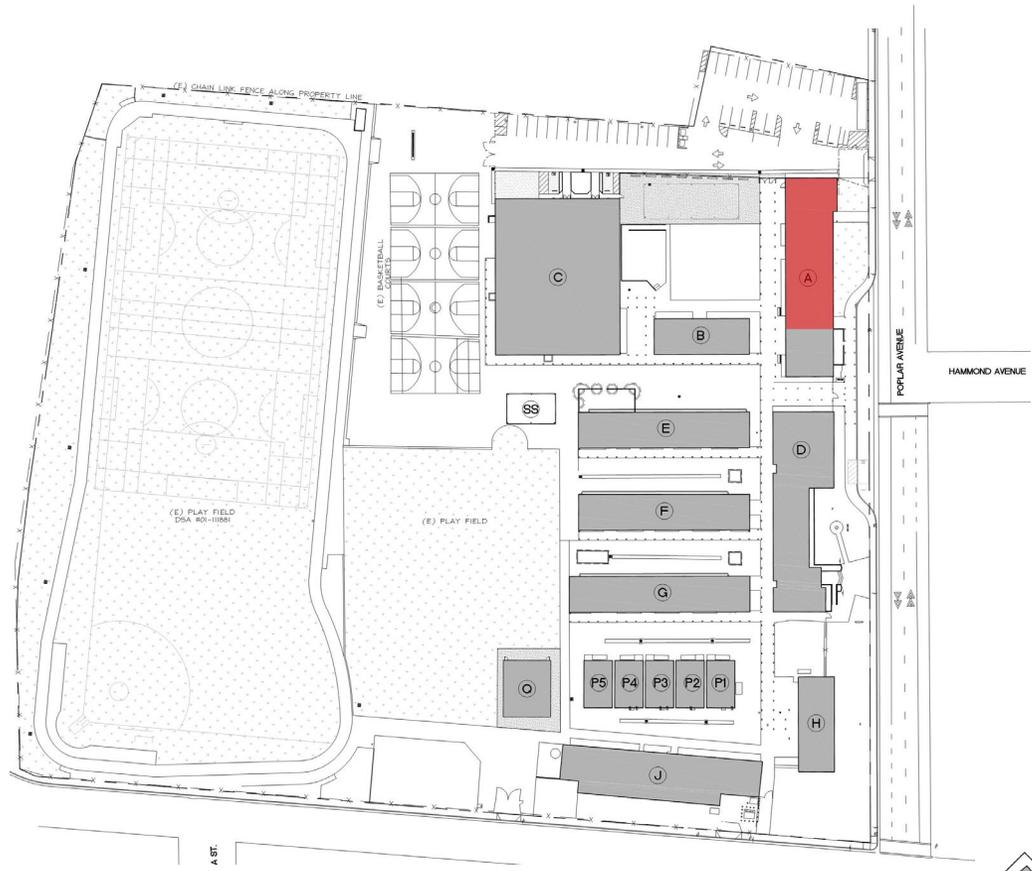 (E) CHAIN LINK FENCE ALONG PROPERTY LINE
(E) BASKETBALL
COURTS
C
A
B
POPLAR AVENUE
HAMMOND AVENUE
SS
E
D
(E) PLAY FIELD
DSA #01-111881
(E) PLAY FIELD
F
G
Q
P5
P4
P3
P2
P1
H
J
A ST.